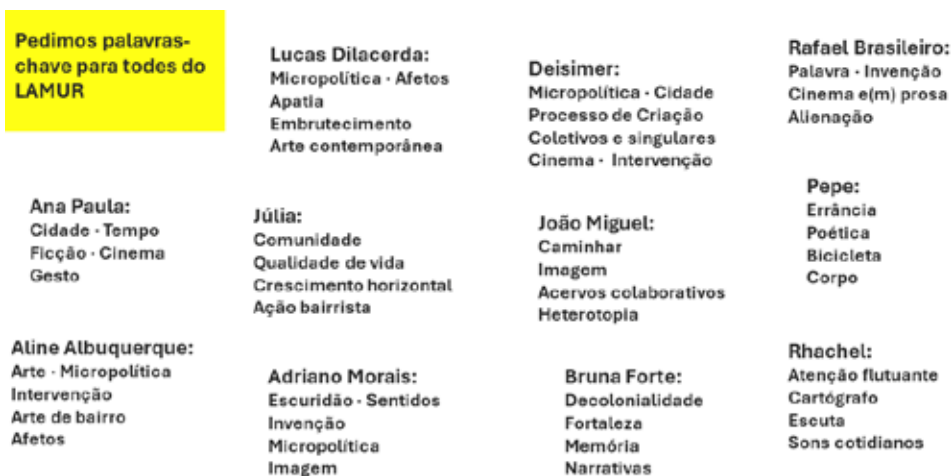 Pedimos palavras-
chave para todes do
LAMUR
Lucas Dilacerda:
Micropolítica · Afetos
Apatia
Embrutecimento
Arte contemporânea
Deisimer:
Micropolítica · Cidade
Processo de Criação
Coletivos e singulares
Cinema · Intervenção
Rafael Brasileiro:
Palavra · Invenção
Cinema e(m) prosa
Alienação
Ana Paula:
Cidade · Tempo
Ficção · Cinema
Gesto
Júlia:
Comunidade
Qualidade de vida
Crescimento horizontal
Ação bairrista
João Miguel:
Caminhar
Imagem
Acervos colaborativos
Heterotopia
Pepe:
Errância
Poética
Bicicleta
Corpo
Aline Albuquerque:
Arte · Micropolítica
Intervenção
Arte de bairro
Afetos
Adriano Morais:
Escuridão · Sentidos
Invenção
Micropolítica
Imagem
Bruna Forte:
Decolonialidade
Fortaleza
Memória
Narrativas
Rhachel:
Atenção flutuante
Cartógrafo
Escuta
Sons cotidianos